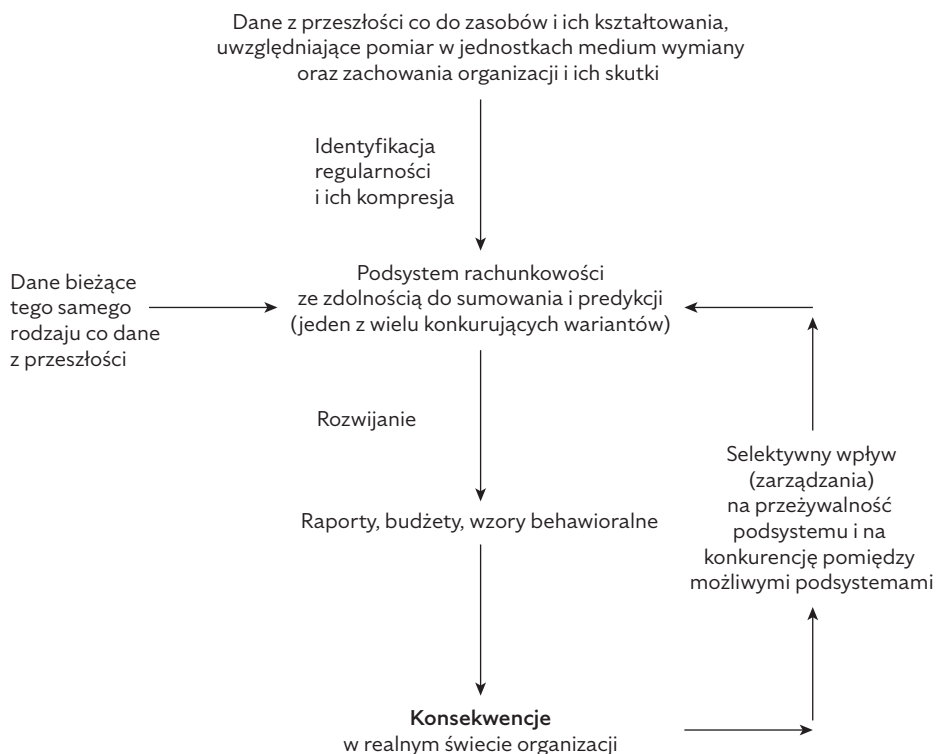 Dane z przeszłości co do zasobów i ich kształtowania,
uwzględniające pomiar w jednostkach medium wymiany
oraz zachowania organizacji i ich skutki
Identyfikacja
regularności
i ich kompresja
Dane bieżące
tego samego
rodzaju co dane
z przeszłości
Podsystem rachunkowości
ze zdolnością do sumowania i predykcji
(jeden z wielu konkurujących wariantów)
Rozwijanie
Selektywny wpływ
(zarządzania)
na przeżywalność
podsystemu i na
konkurencję pomiędzy
możliwymi podsystemami
Raporty, budżety, wzory behawioralne
Konsekwencje
w realnym świecie organizacji